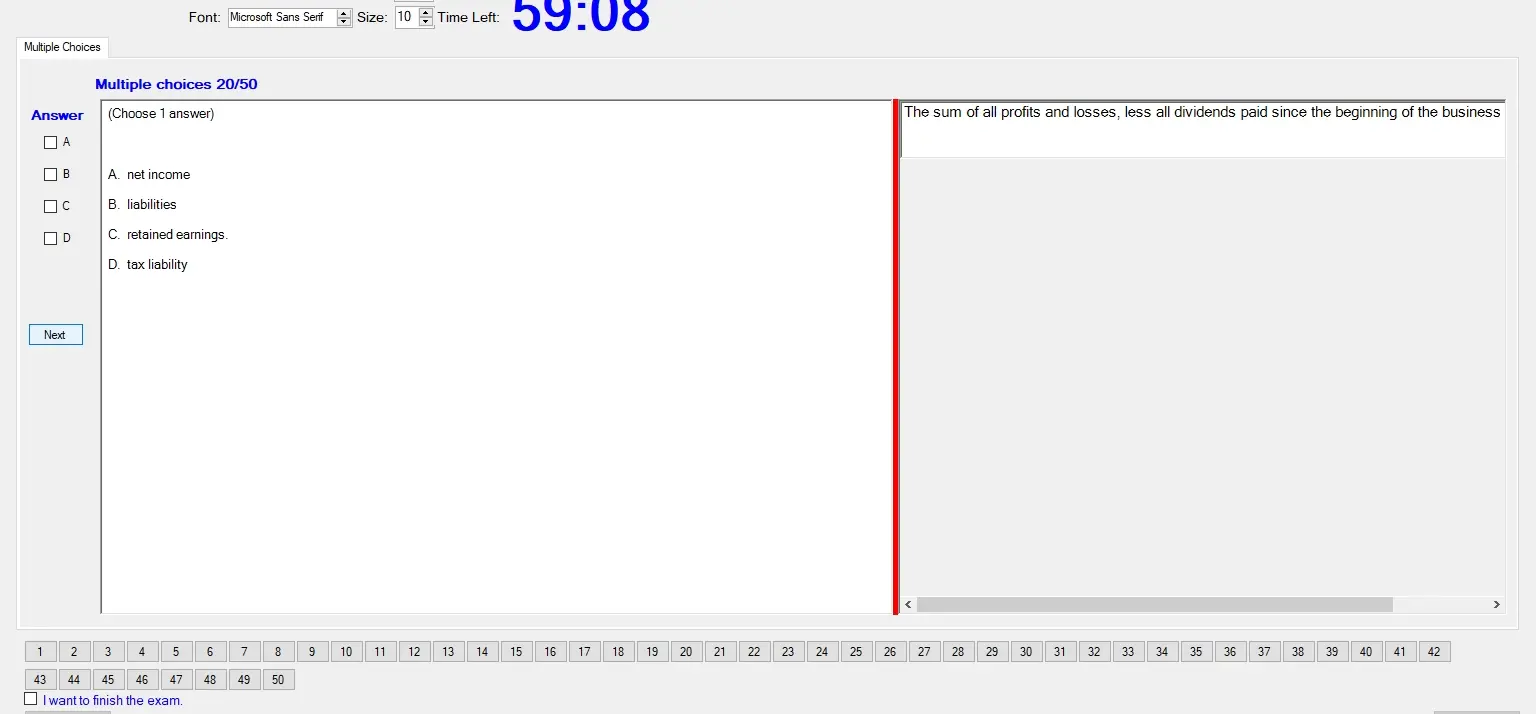 Font: Microsoft Sans Serif Size: 10 Time Left: 59:08
Multiple Choices
Multiple choices 20/50
Answer
A
B
C
D
Next
(Choose 1 answer)
A. net income
B. liabilities
C. retained earnings.
D. tax liability
The sum of all profits and losses, less all dividends paid since the beginning of the business
1 2 3 4 5 6 7 8 9 10 11 12 13 14 15 16 17 18 19 20 21 22 23 24 25 26 27 28 29 30 31 32 33 34 35 36 37 38 39 40 41 42
43 44 45 46 47 48 49 50
I want to finish the exam.